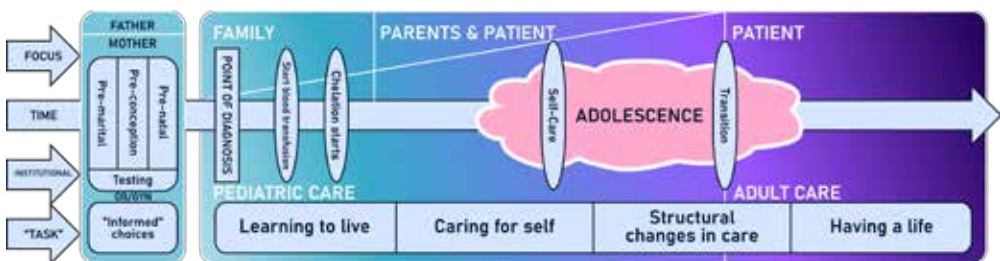 FOCUS
TIME
INSTITUTIONAL
"TASK"
FATHER
MOTHER
Pre-marital
Pre-conception
Pre-natal
Testing
OB/GYN
"Informed"
choices
FAMILY
PARENTS & PATIENT
PATIENT
POINT OF DIAGNOSIS
Start blood transfusion
Chelation starts
Self-Care
ADOLESCENCE
Transition
PEDIATRIC CARE
ADULT CARE
Learning to live
Caring for self
Structural
changes in care
Having a life